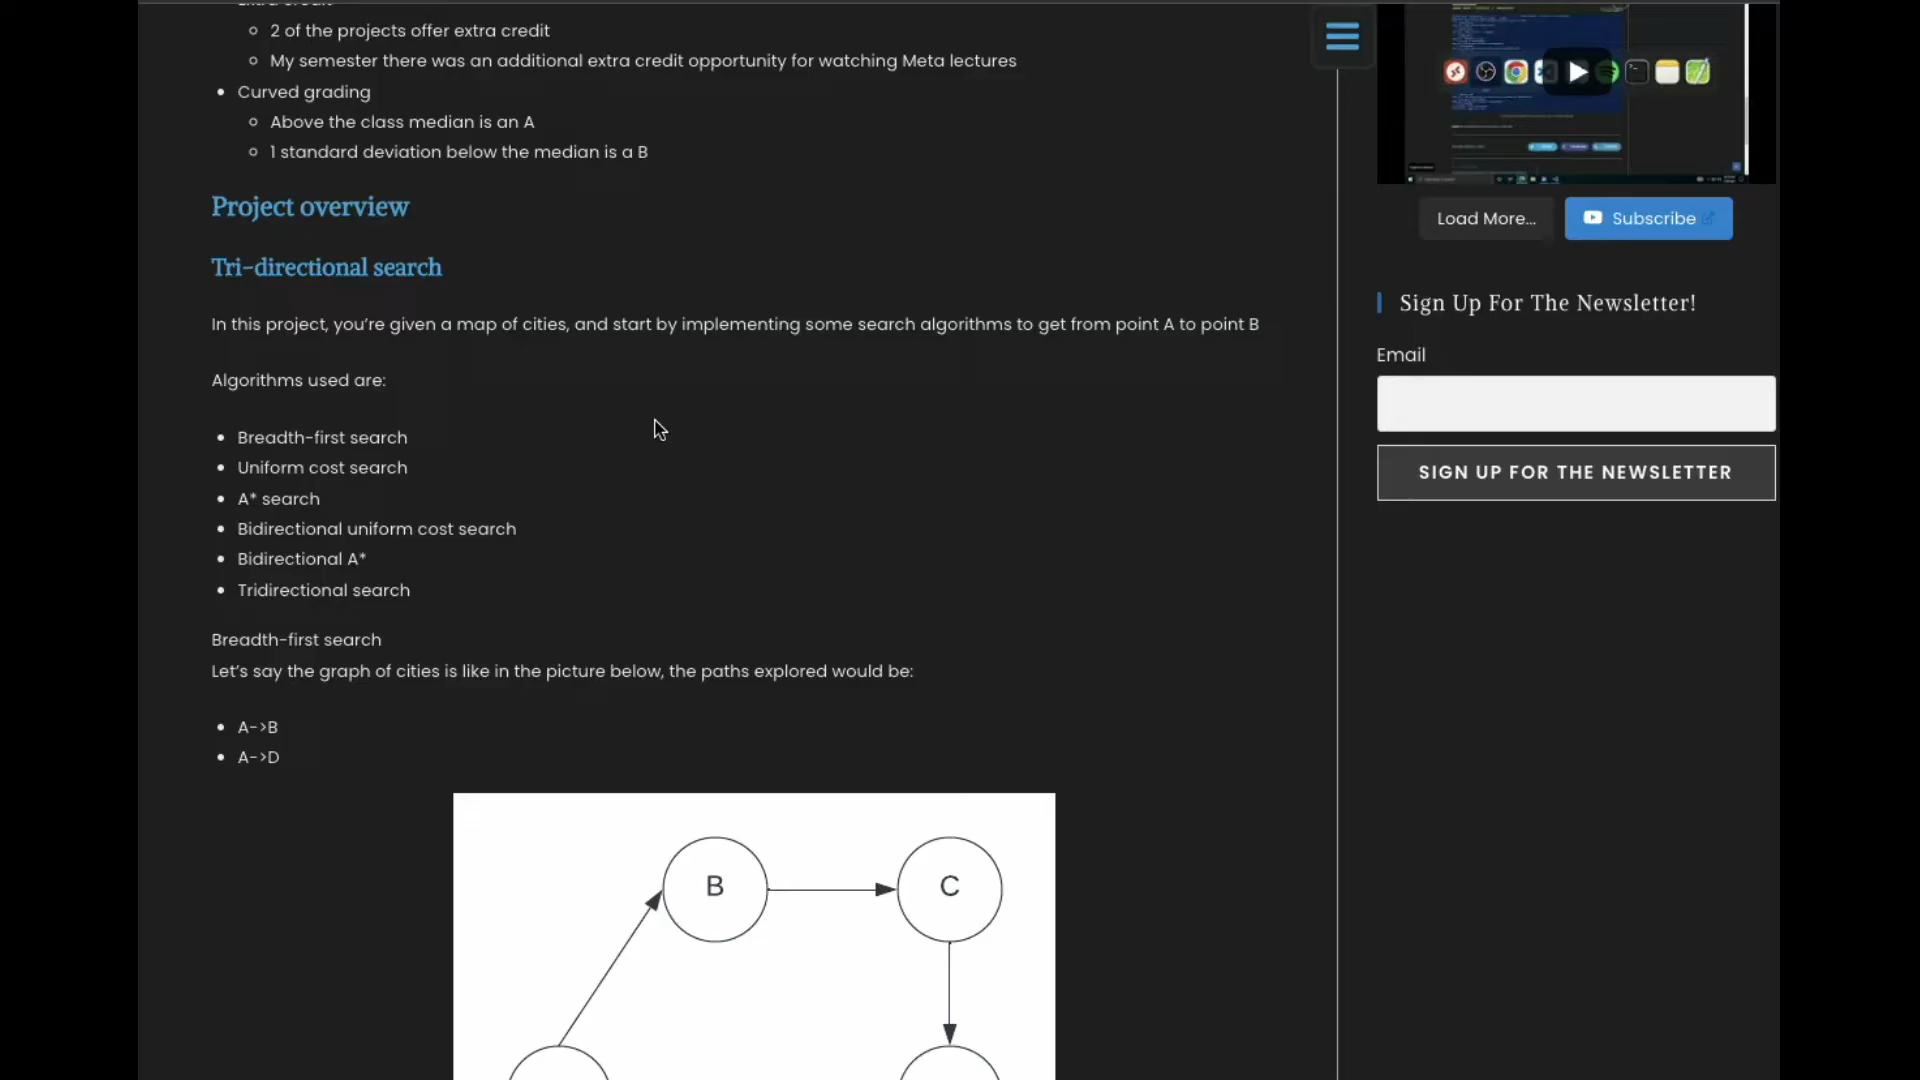 2 of the projects offer extra credit
My semester there was an additional extra credit opportunity for watching Meta lectures
Curved grading
Above the class median is an A
1 standard deviation below the median is a B
Project overview
Tri-directional search
In this project, you're given a map of cities, and start by implementing some search algorithms to get from point A to point B
Algorithms used are:
Breadth-first search
Uniform cost search
A* search
Bidirectional uniform cost search
Bidirectional A*
Tridirectional search
Breadth-first search
Let's say the graph of cities is like in the picture below, the paths explored would be:
A->B
A->D
B
C
Load More...
Subscribe
Sign Up For The Newsletter!
Email
SIGN UP FOR THE NEWSLETTER